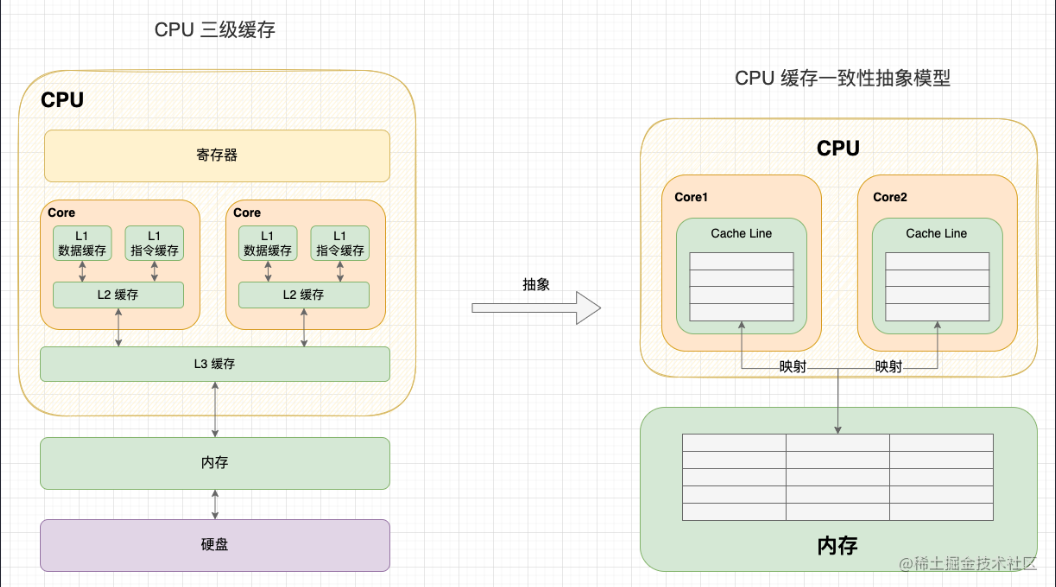 CPU 三级缓存
CPU
寄存器
Core
L1
数据缓存
L1
指令缓存
L2 缓存
Core
L1
数据缓存
L1
指令缓存
L2 缓存
L3 缓存
内存
硬盘
抽象
CPU 缓存一致性抽象模型
CPU
Core1
Cache Line
Core2
Cache Line
映射
映射
内存
@稀土掘金技术社区